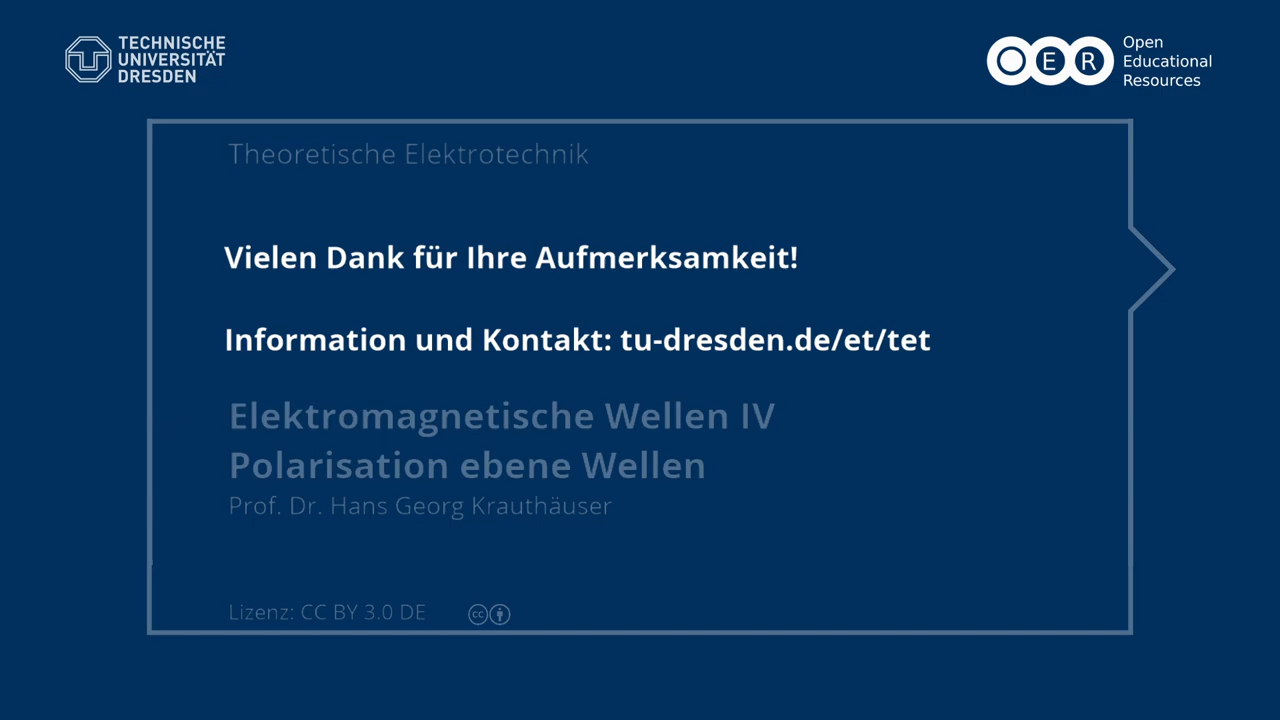 TECHNISCHE
UNIVERSITÄT
DRESDEN
OER
Open
Educational
Resources
Theoretische Elektrotechnik
Vielen Dank für Ihre Aufmerksamkeit!
Information und Kontakt: tu-dresden.de/et/tet
Elektromagnetische Wellen IV
Polarisation ebene Wellen
Prof. Dr. Hans Georg Krauthäuser
Lizenz: CC BY 3.0 DE cc